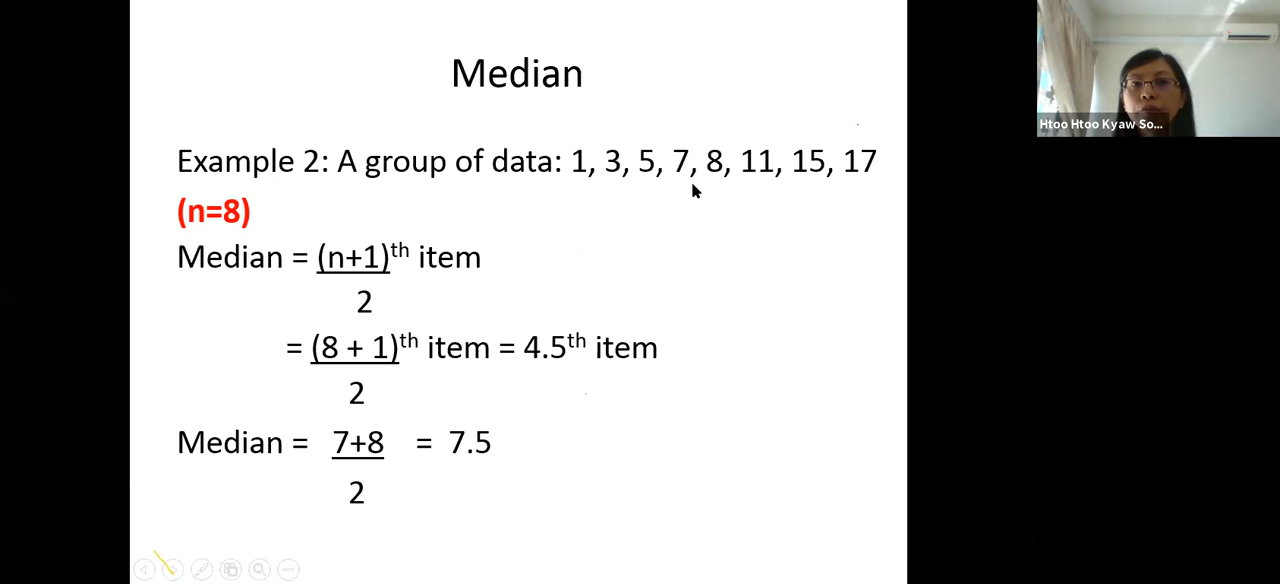 Median
Example 2: A group of data: 1, 3, 5, 7, 8, 11, 15, 17
(n=8)
Median = (n+1)th item
2
= (8 + 1)th item = 4.5th item
2
Median = 7+8 = 7.5
2
Htoo Htoo Kyaw So...